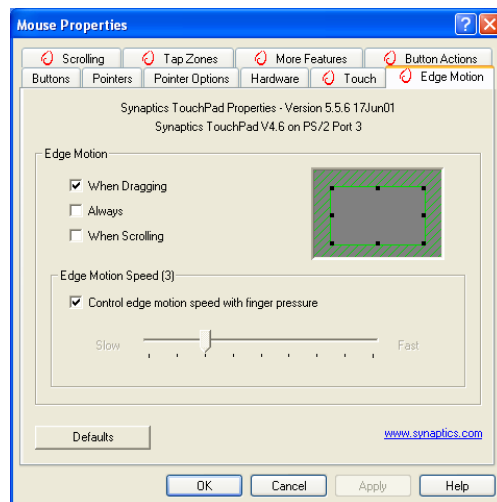 Mouse Properties
Scrolling Tap Zones More Features Button Actions
Buttons Pointers Pointer Options Hardware Touch Edge Motion
Synaptics TouchPad Properties - Version 5.5.6 17Jun01
Synaptics TouchPad V4.6 on PS/2 Port 3
Edge Motion
When Dragging
Always
When Scrolling
Edge Motion Speed (3)
Control edge motion speed with finger pressure
Slow Fast
Defaults www.synaptics.com
OK Cancel Apply Help